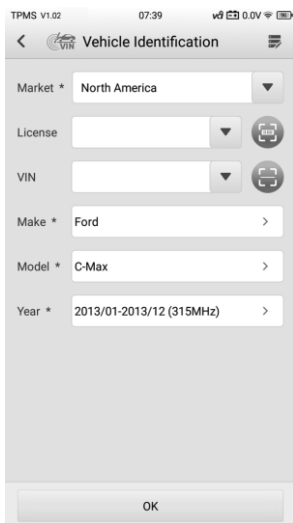 TPMS V1.02 07:39 0.0V
VIN Vehicle Identification
Market * North America
License
VIN
Make * Ford
Model * C-Max
Year * 2013/01-2013/12 (315MHz)
OK